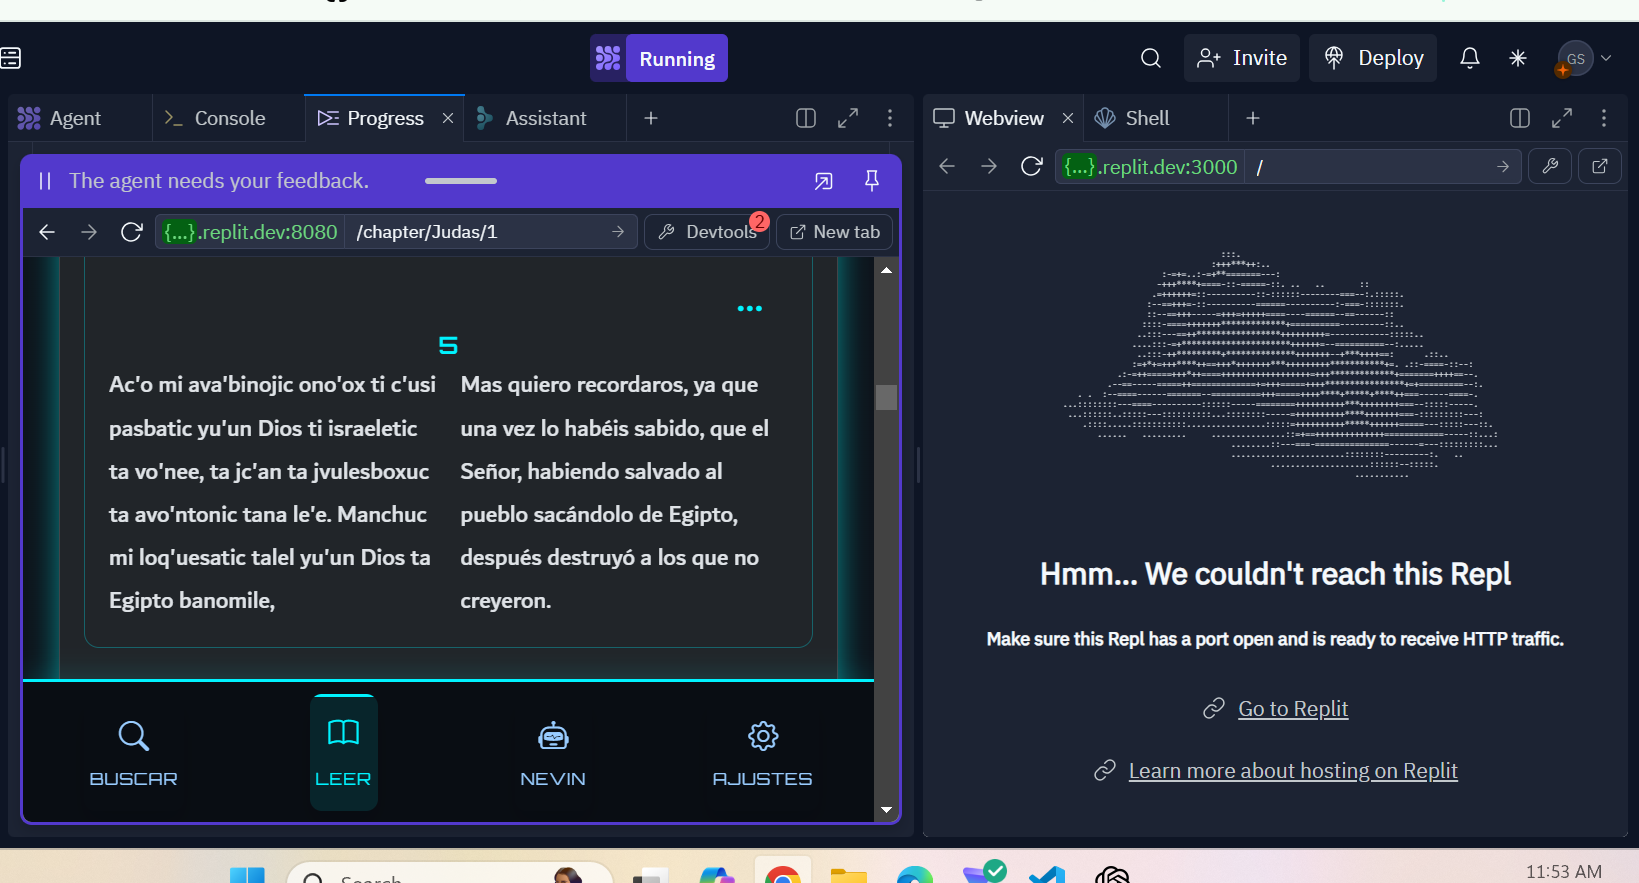 Running
Invite
Deploy
GS
Agent
Console
Progress
Assistant
Webview
Shell
The agent needs your feedback.
{...}.replit.dev:8080
/chapter/Judas/1
Devtools
2
New tab
{...}.replit.dev:3000
/
5
Ac'o mi ava'binojic ono'ox ti c'usi
pasbatic yu'un Dios ti israeletic
ta vo'nee, ta jc'an ta jvulesboxuc
ta avo'ntonic tana le'e. Manchuc
mi loq'uesatic talel yu'un Dios ta
Egipto banomile,
Mas quiero recordaros, ya que
una vez lo habéis sabido, que el
Señor, habiendo salvado al
pueblo sacándolo de Egipto,
después destruyó a los que no
creyeron.
BUSCAR
LEER
NEVIN
AJUSTES
Hmm... We couldn't reach this Repl
Make sure this Repl has a port open and is ready to receive HTTP traffic.
Go to Replit
Learn more about hosting on Replit
Search
11:53 AM